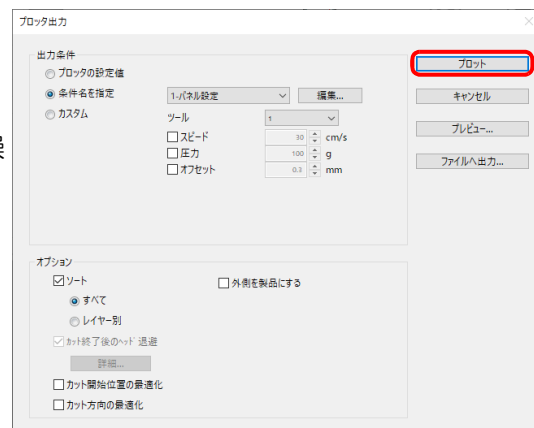 プロッタ出力
出力条件
プロッタの設定値
条件名を指定
1-パネル設定
編集...
カスタム
ツール
1
スピード
30
cm/s
圧力
100
g
オフセット
0.3
mm
プロット
キャンセル
プレビュー...
ファイルへ出力...
オプション
ソート
外側を製品にする
すべて
レイヤー別
カット終了後のヘッド退避
詳細...
カット開始位置の最適化
カット方向の最適化